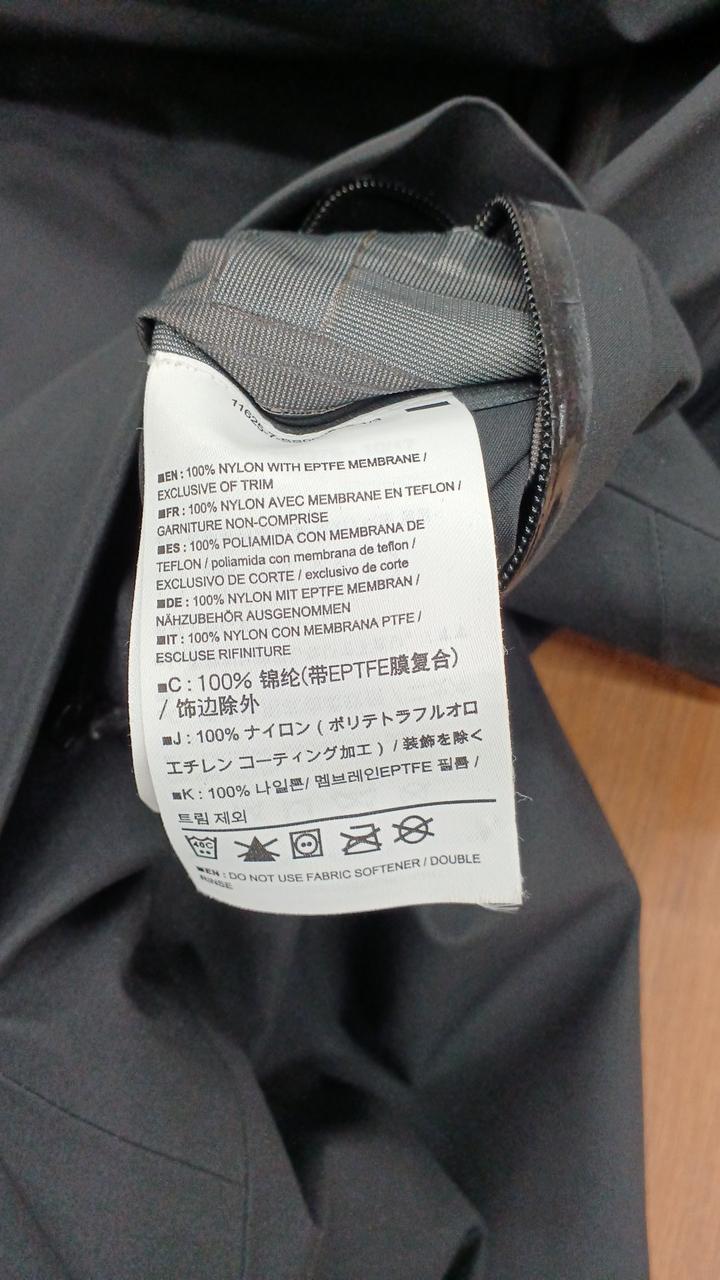 ■EN : 100% NYLON WITH EPTFE MEMBRANE /
EXCLUSIVE OF TRIM
■FR : 100% NYLON AVEC MEMBRANE EN TEFLON /
GARNITURE NON-COMPRISE
■ES : 100% POLIAMIDA CON MEMBRANA DE
TEFLON / poliamida con membrana de teflon /
EXCLUSIVO DE CORTE / exclusivo de corte
■DE : 100% NYLON MIT EPTFE MEMBRAN /
NÄHZUBEHÖR AUSGENOMMEN
■IT : 100% NYLON CON MEMBRANA PTFE /
ESCLUSE RIFINITURE
■C : 100% 锦纶(带EPTFE膜复合)
/ 饰边除外
■J : 100% ナイロン ( ポリテトラフルオロ
エチレン コーティング加工 ) / 装飾を除く
■K : 100% 나일론/ 멤브레인EPTFE 필름 /
트림 제외
40C
■EN : DO NOT USE FABRIC SOFTENER / DOUBLE
RINSE